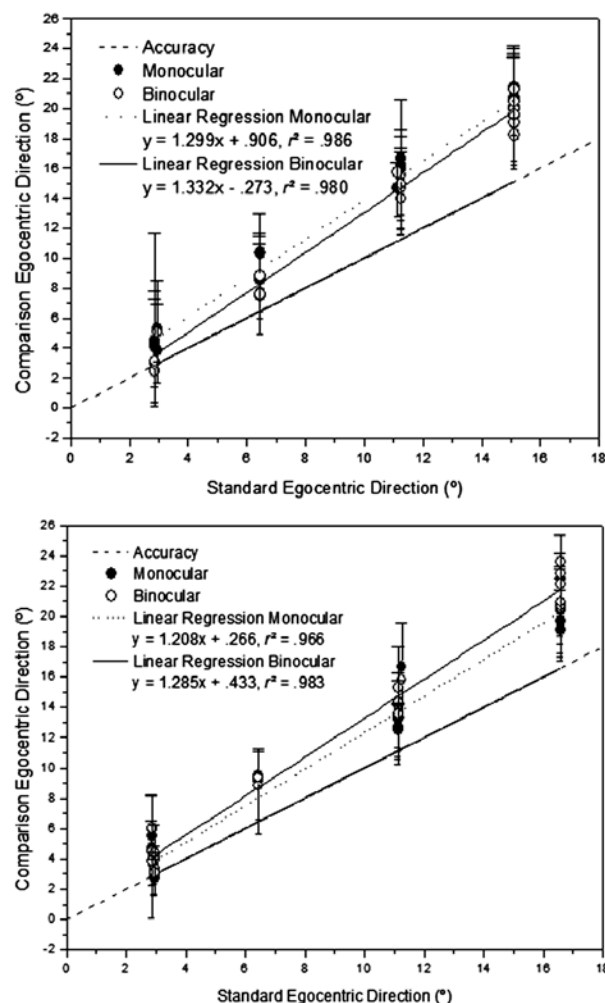 26
24
22
20
18
16
14
12
10
8
6
4
2
0
-2
Comparison Egocentric Direction (º)
Accuracy
Monocular
Binocular
Linear Regression Monocular
y = 1.299x + .906, r² = .986
Linear Regression Binocular
y = 1.332x - .273, r² = .980
0 2 4 6 8 10 12 14 16 18
Standard Egocentric Direction (º)
26
24
22
20
18
16
14
12
10
8
6
4
2
0
-2
Comparison Egocentric Direction (º)
Accuracy
Monocular
Binocular
Linear Regression Monocular
y = 1.208x + .266, r² = .966
Linear Regression Binocular
y = 1.285x + .433, r² = .983
0 2 4 6 8 10 12 14 16 18
Standard Egocentric Direction (º)